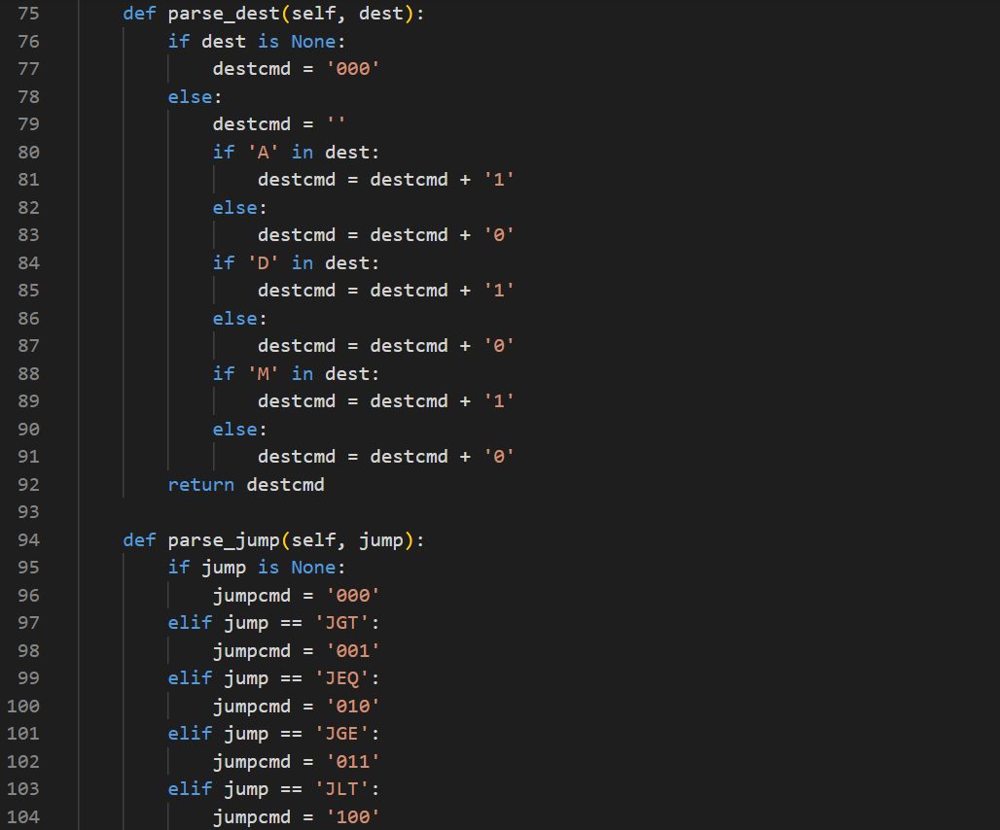 75 def parse_dest(self, dest):
76 if dest is None:
77 destcmd = '000'
78 else:
79 destcmd = ''
80 if 'A' in dest:
81 destcmd = destcmd + '1'
82 else:
83 destcmd = destcmd + '0'
84 if 'D' in dest:
85 destcmd = destcmd + '1'
86 else:
87 destcmd = destcmd + '0'
88 if 'M' in dest:
89 destcmd = destcmd + '1'
90 else:
91 destcmd = destcmd + '0'
92 return destcmd
93
94 def parse_jump(self, jump):
95 if jump is None:
96 jumpcmd = '000'
97 elif jump == 'JGT':
98 jumpcmd = '001'
99 elif jump == 'JEQ':
100 jumpcmd = '010'
101 elif jump == 'JGE':
102 jumpcmd = '011'
103 elif jump == 'JLT':
104 jumpcmd = '100'